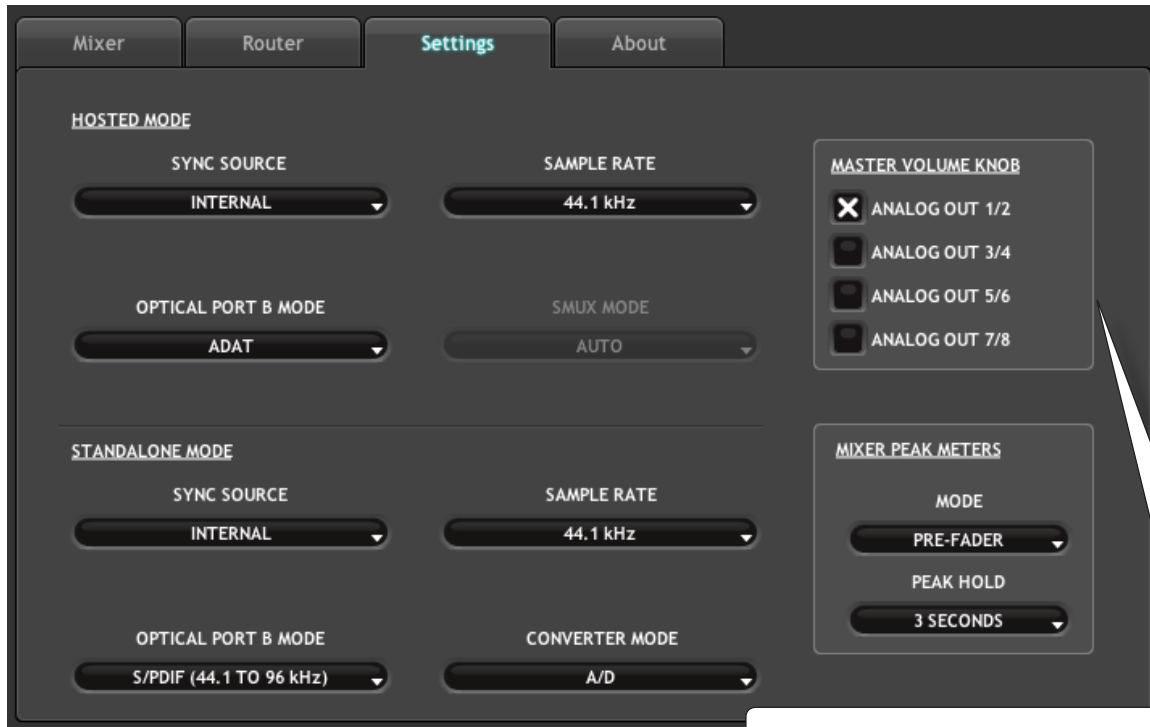 Mixer
Router
Settings
About
HOSTED MODE
SYNC SOURCE
INTERNAL
SAMPLE RATE
44.1 kHz
OPTICAL PORT B MODE
ADAT
SMUX MODE
AUTO
STANDALONE MODE
SYNC SOURCE
INTERNAL
SAMPLE RATE
44.1 kHz
OPTICAL PORT B MODE
S/PDIF (44.1 TO 96 kHz)
CONVERTER MODE
A/D
MASTER VOLUME KNOB
ANALOG OUT 1/2
ANALOG OUT 3/4
ANALOG OUT 5/6
ANALOG OUT 7/8
MIXER PEAK METERS
MODE
PRE-FADER
PEAK HOLD
3 SECONDS